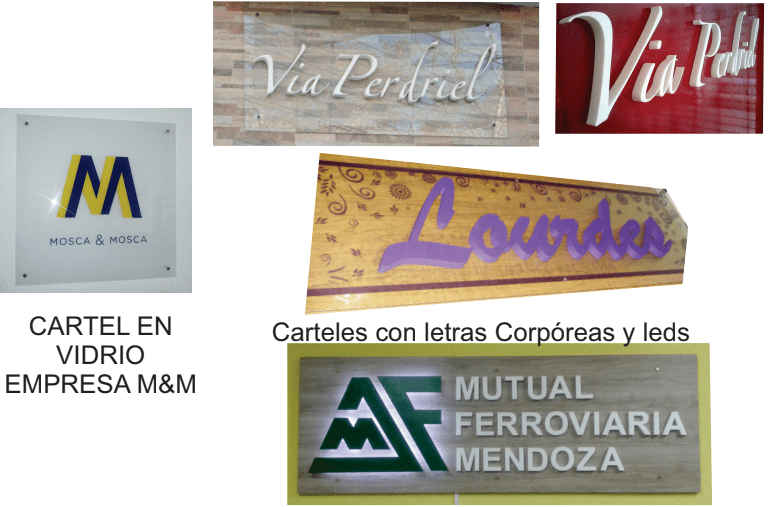 Via Perdriel
Via Perdriel
M
MOSCA & MOSCA
Lourdes
CARTEL EN
VIDRIO
EMPRESA M&M
Carteles con letras Corpóreas y leds
AMF
MUTUAL
FERROVIARIA
MENDOZA